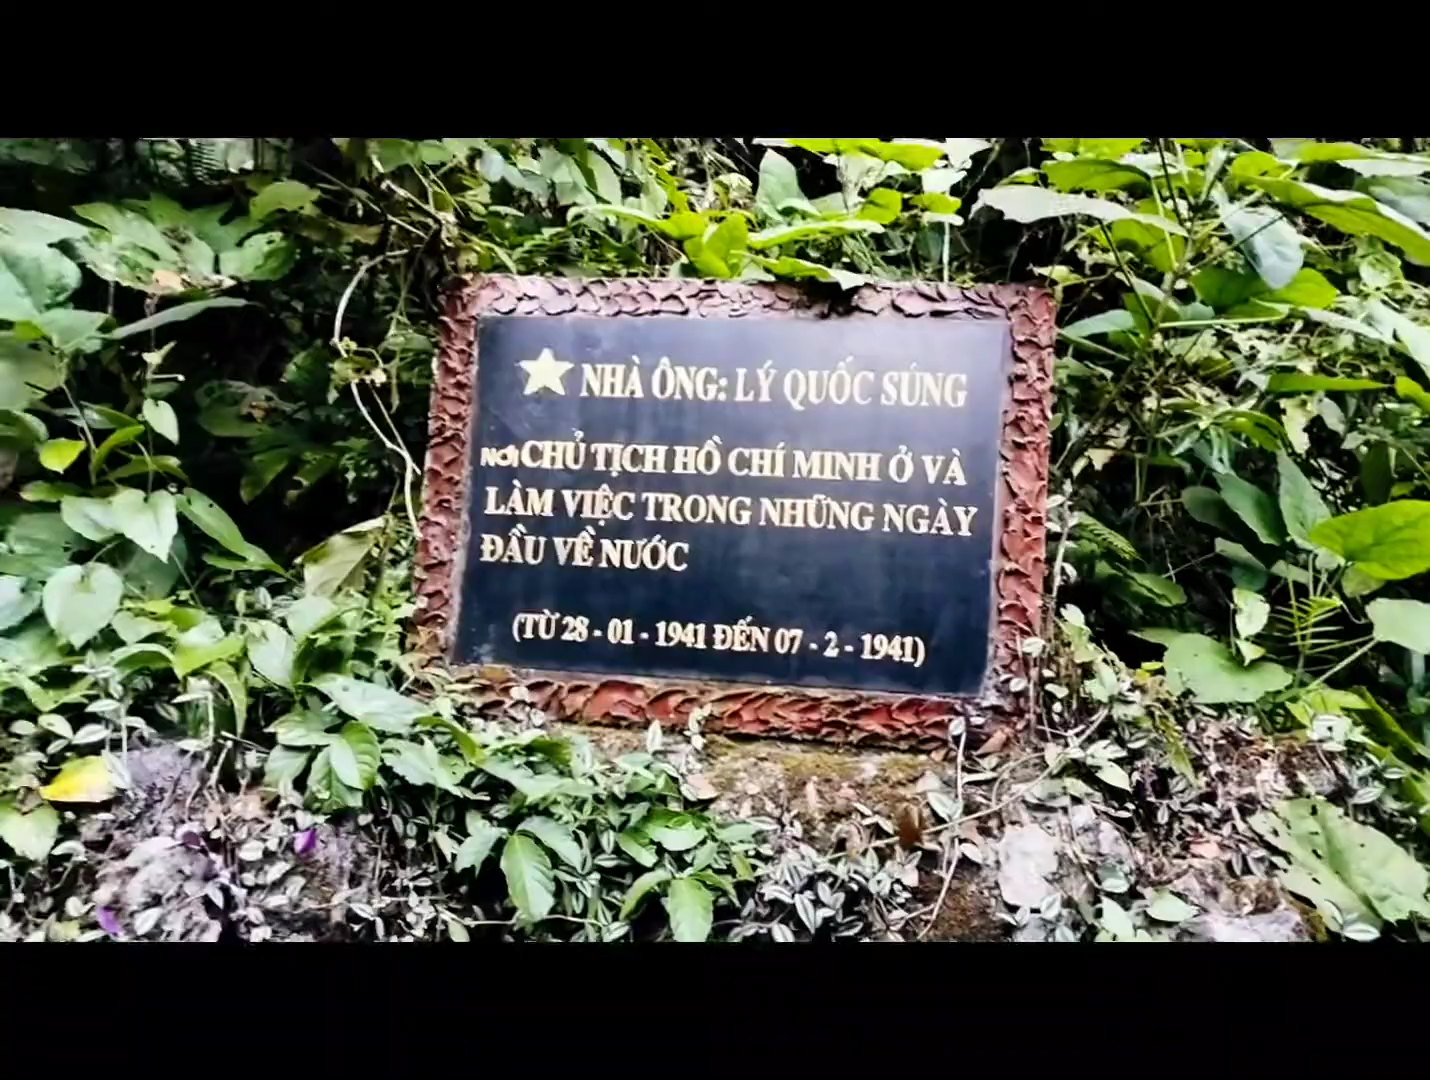 NHÀ ÔNG: LÝ QUỐC SÚNG
NƠI CHỦ TỊCH HỒ CHÍ MINH Ở VÀ
LÀM VIỆC TRONG NHỮNG NGÀY
ĐẦU VỀ NƯỚC
(TỪ 28 - 01 - 1941 ĐẾN 07 - 2 - 1941)